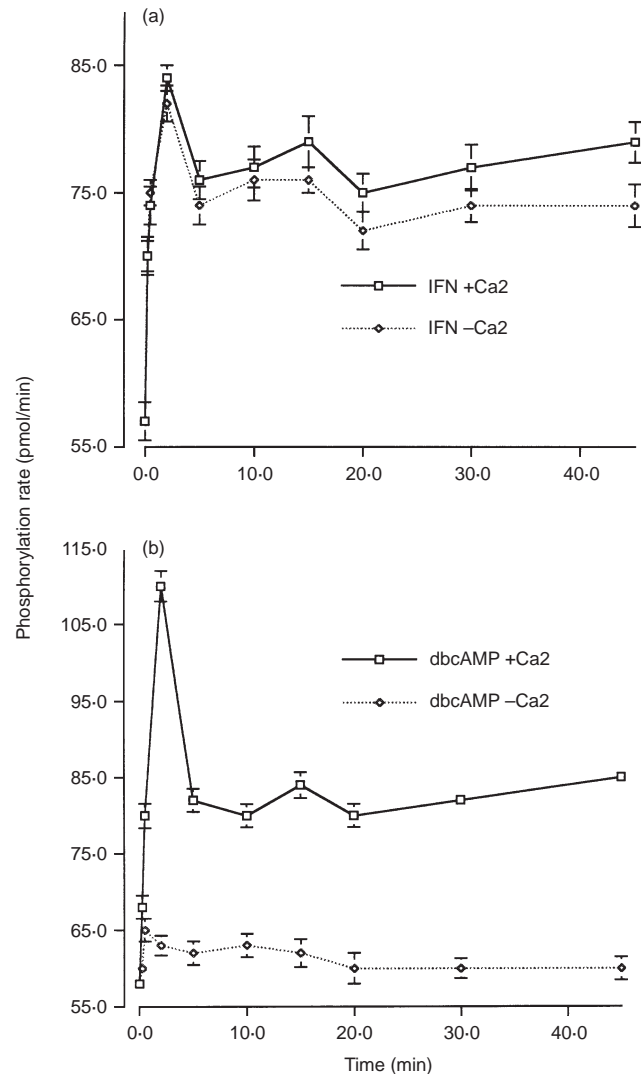 (a)
85·0
75·0
65·0
55·0
IFN +Ca2
IFN –Ca2
0·0 10·0 20·0 30·0 40·0
Phosphorylation rate (pmol/min)
(b)
115·0
105·0
95·0
85·0
75·0
65·0
55·0
dbcAMP +Ca2
dbcAMP –Ca2
0·0 10·0 20·0 30·0 40·0
Time (min)